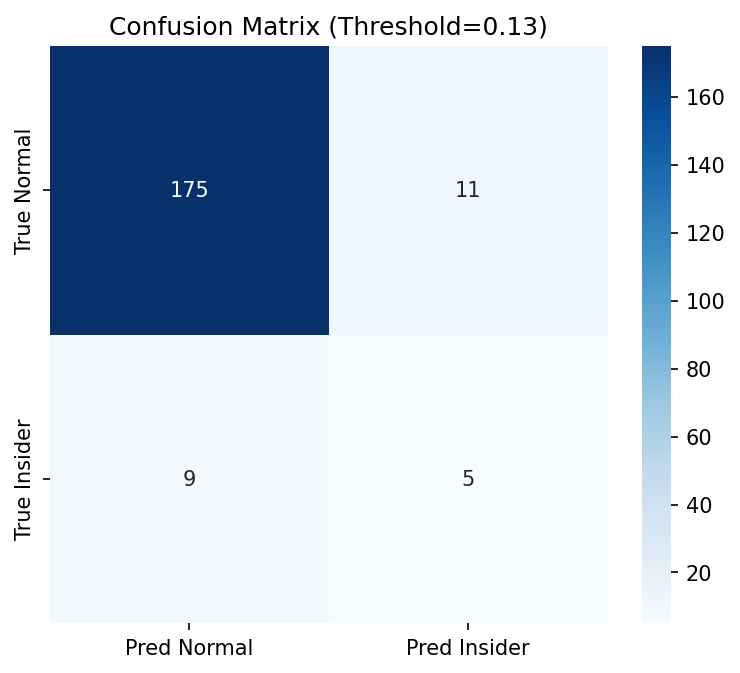 Confusion Matrix (Threshold=0.13)
True Normal
175
11
True Insider
9
5
Pred Normal
Pred Insider
160
140
120
100
80
60
40
20